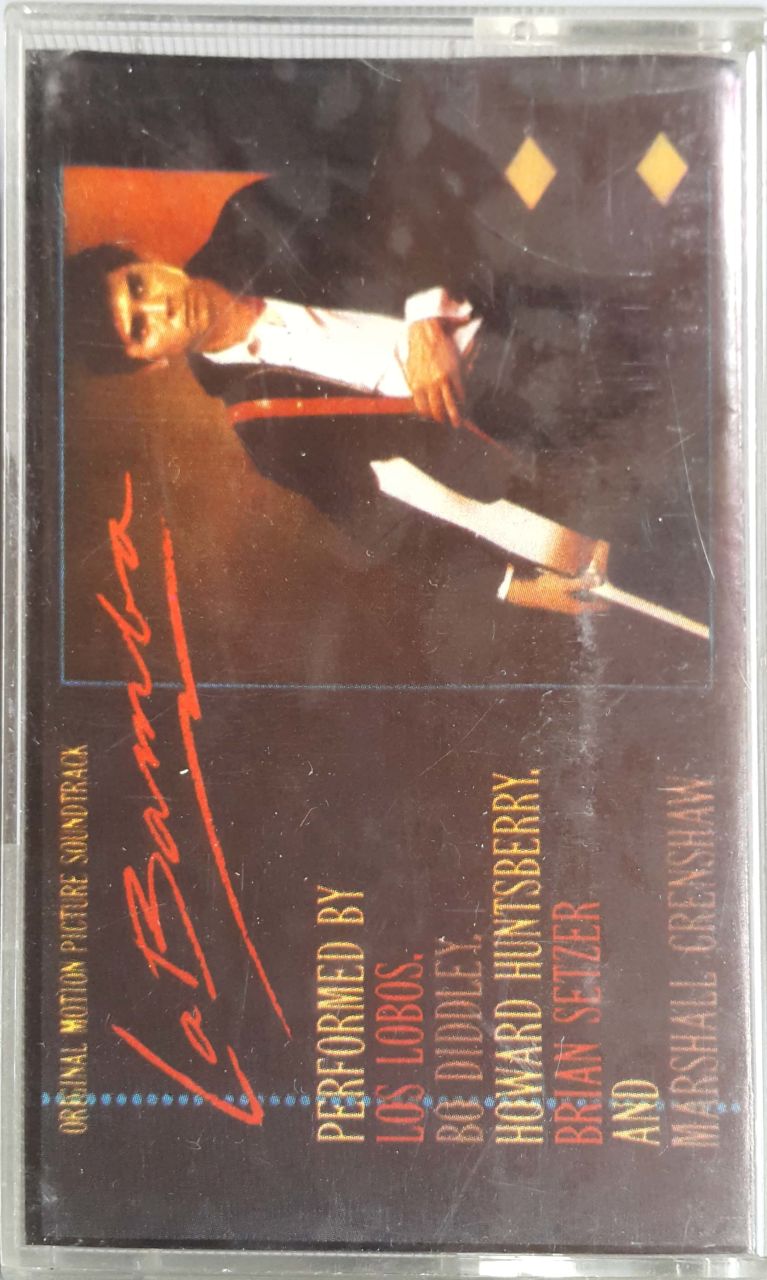 ORIGINAL MOTION PICTURE SOUNDTRACK
La Bamba
PERFORMED BY
LOS LOBOS,
BO DIDDLEY,
HOWARD HUNTSBERRY,
BRIAN SETZER
AND
MARSHALL CRENSHAW